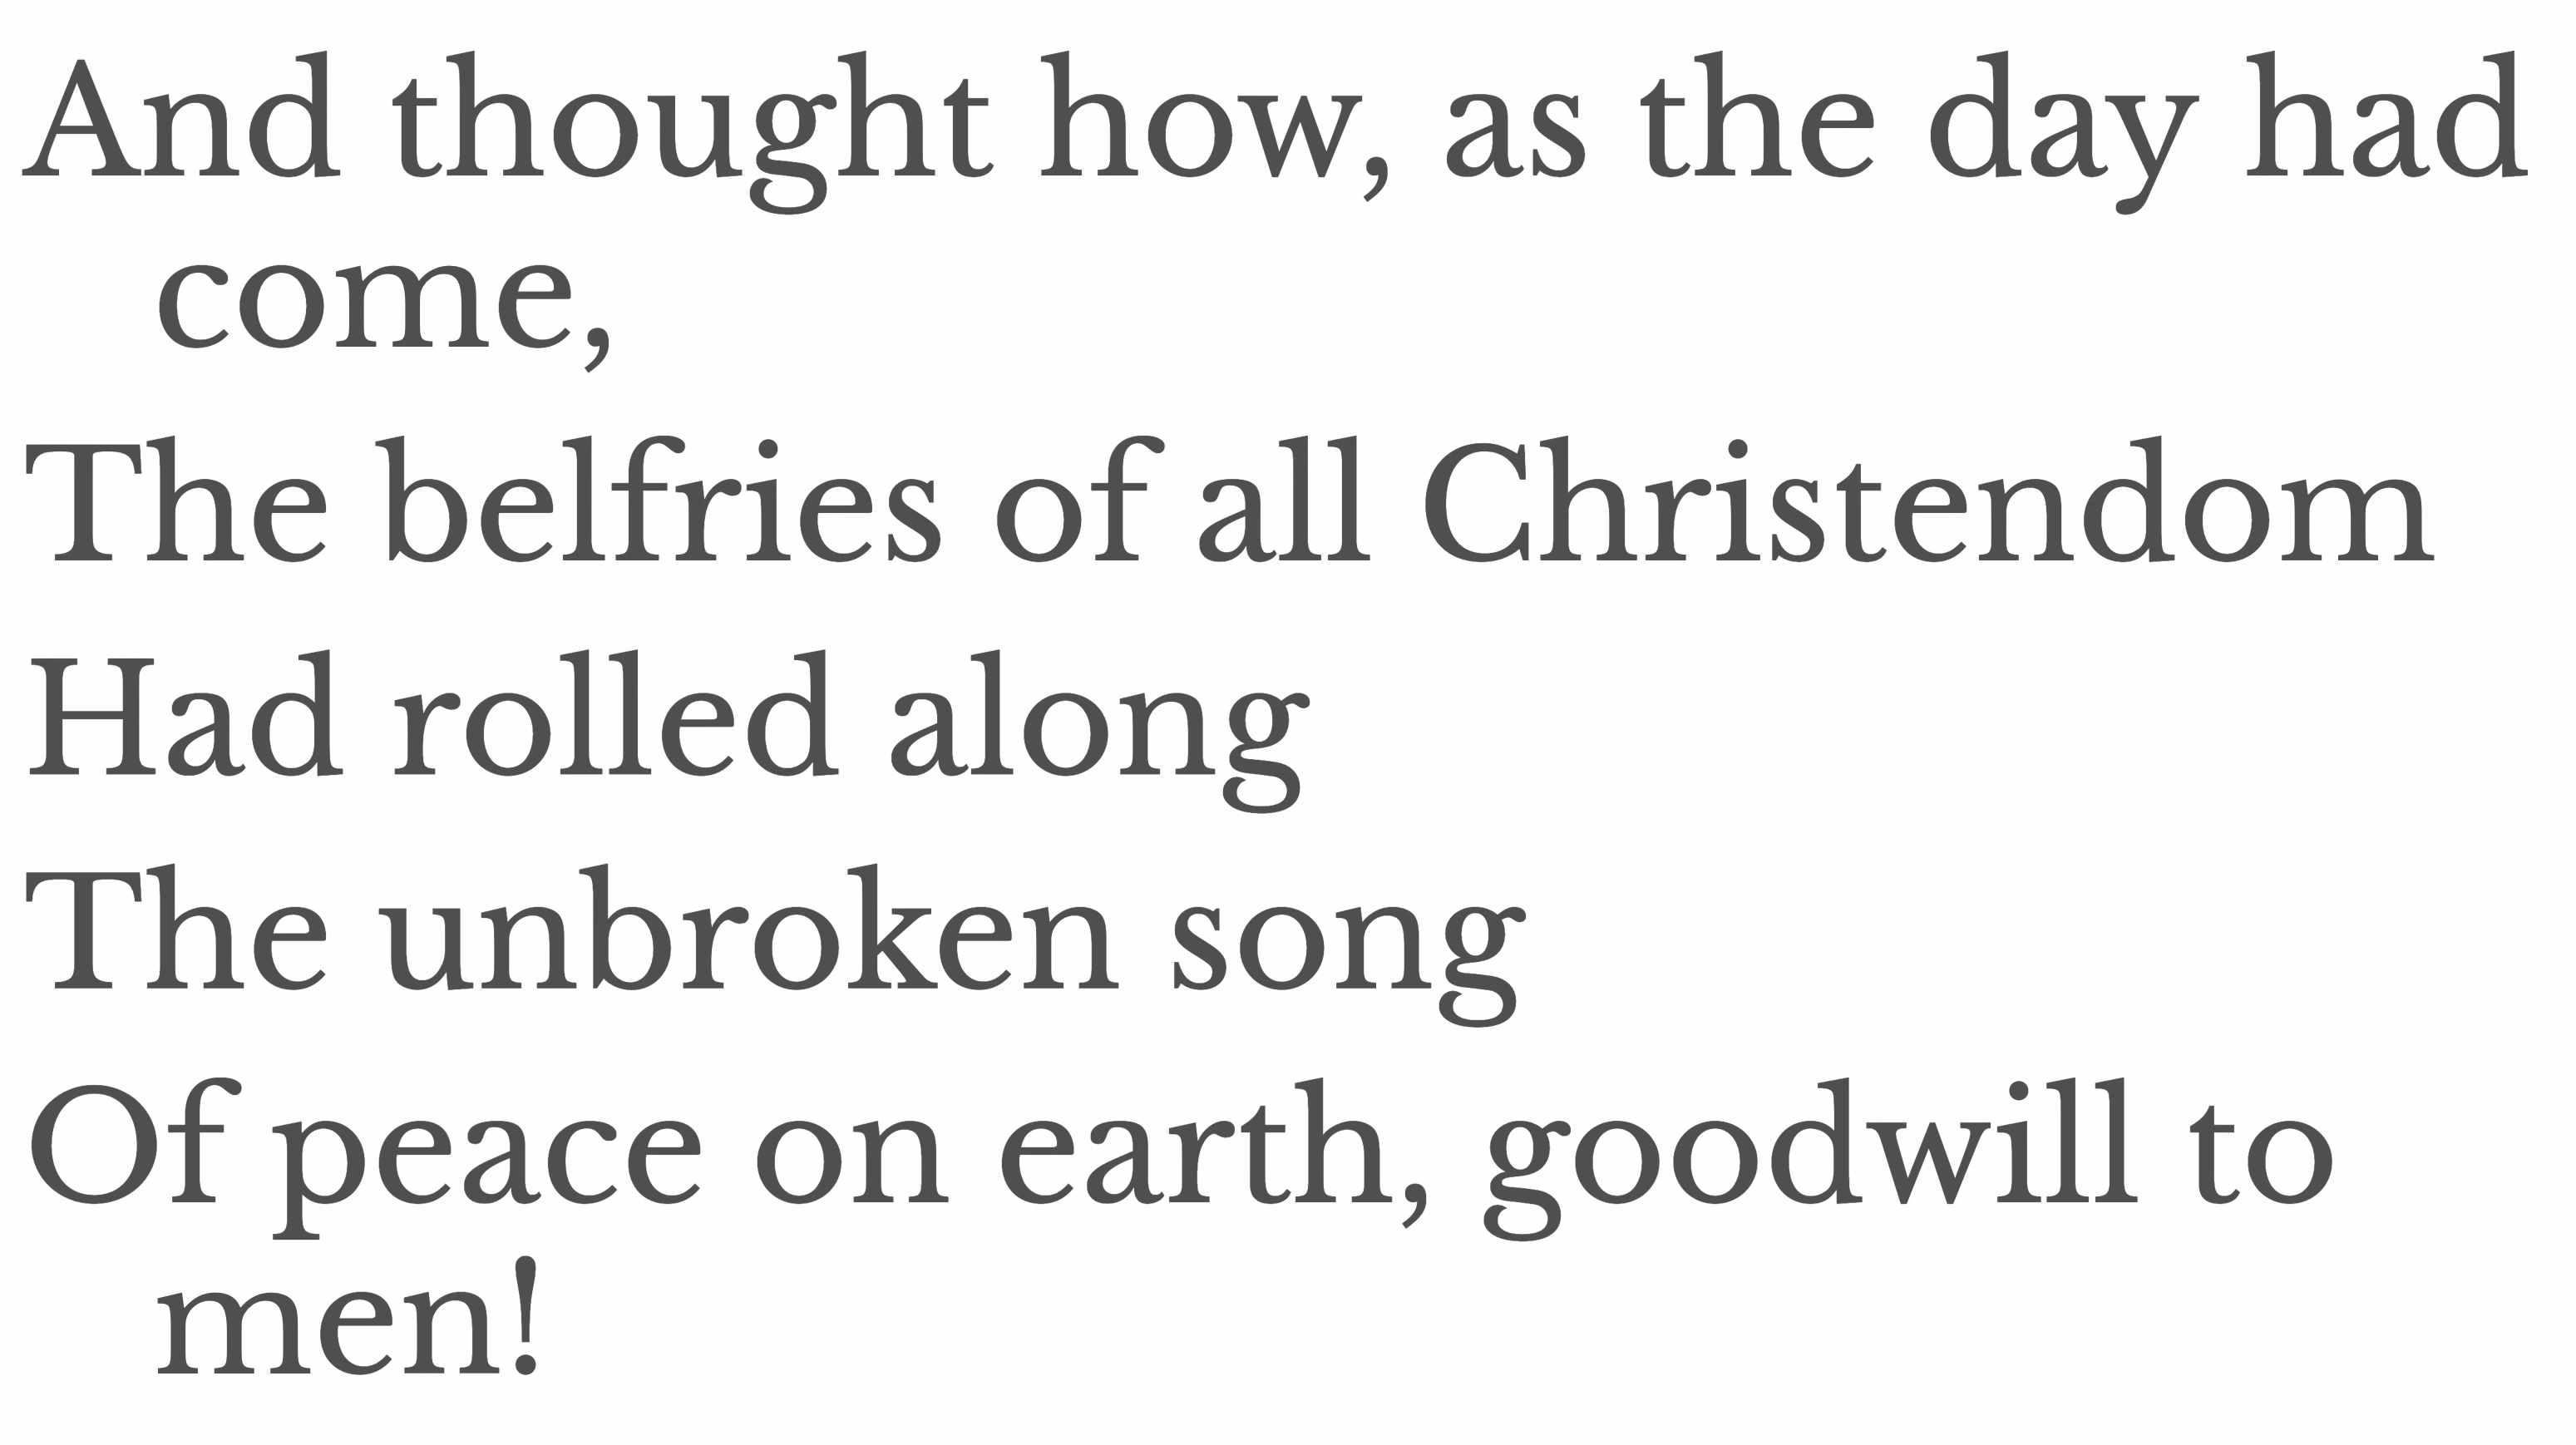 And thought how, as the day had
come,
The belfries of all Christendom
Had rolled along
The unbroken song
Of peace on earth, goodwill to
men!